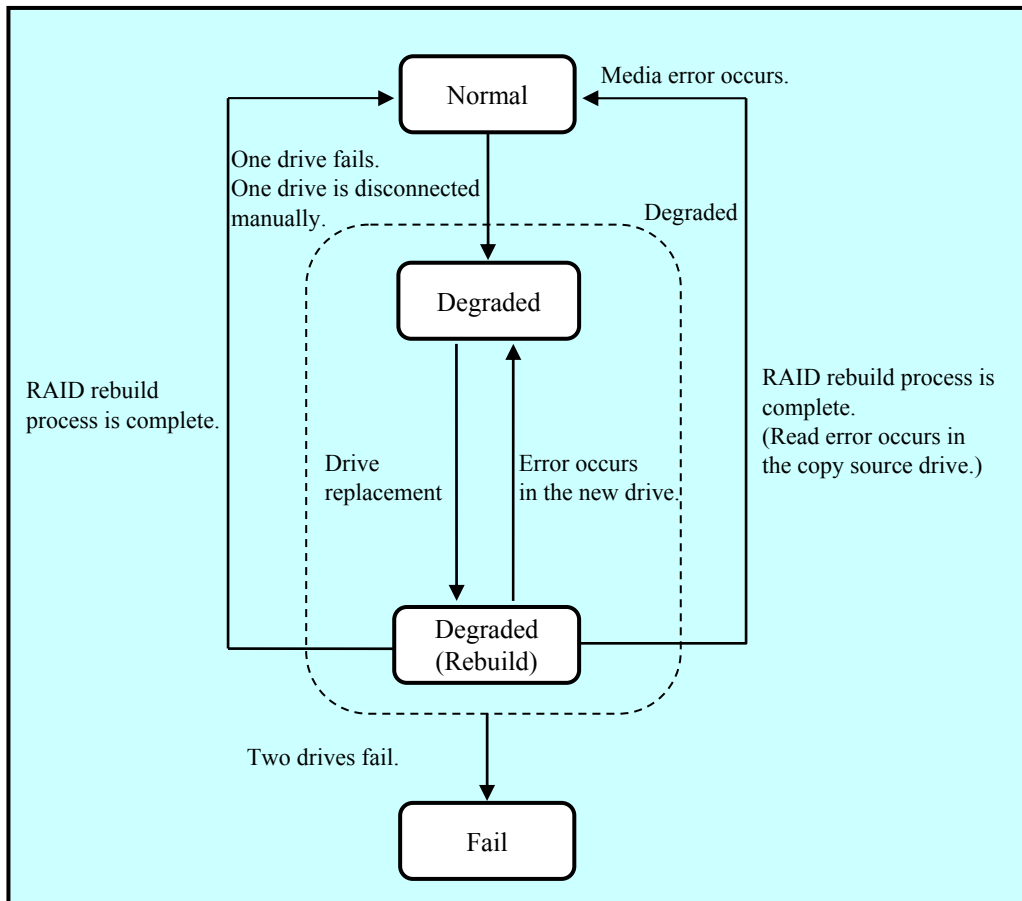 Normal
Media error occurs.
One drive fails.
One drive is disconnected
manually.
Degraded
Degraded
RAID rebuild
process is complete.
RAID rebuild process is
complete.
(Read error occurs in
the copy source drive.)
Drive
replacement
Error occurs
in the new drive.
Degraded
(Rebuild)
Two drives fail.
Fail